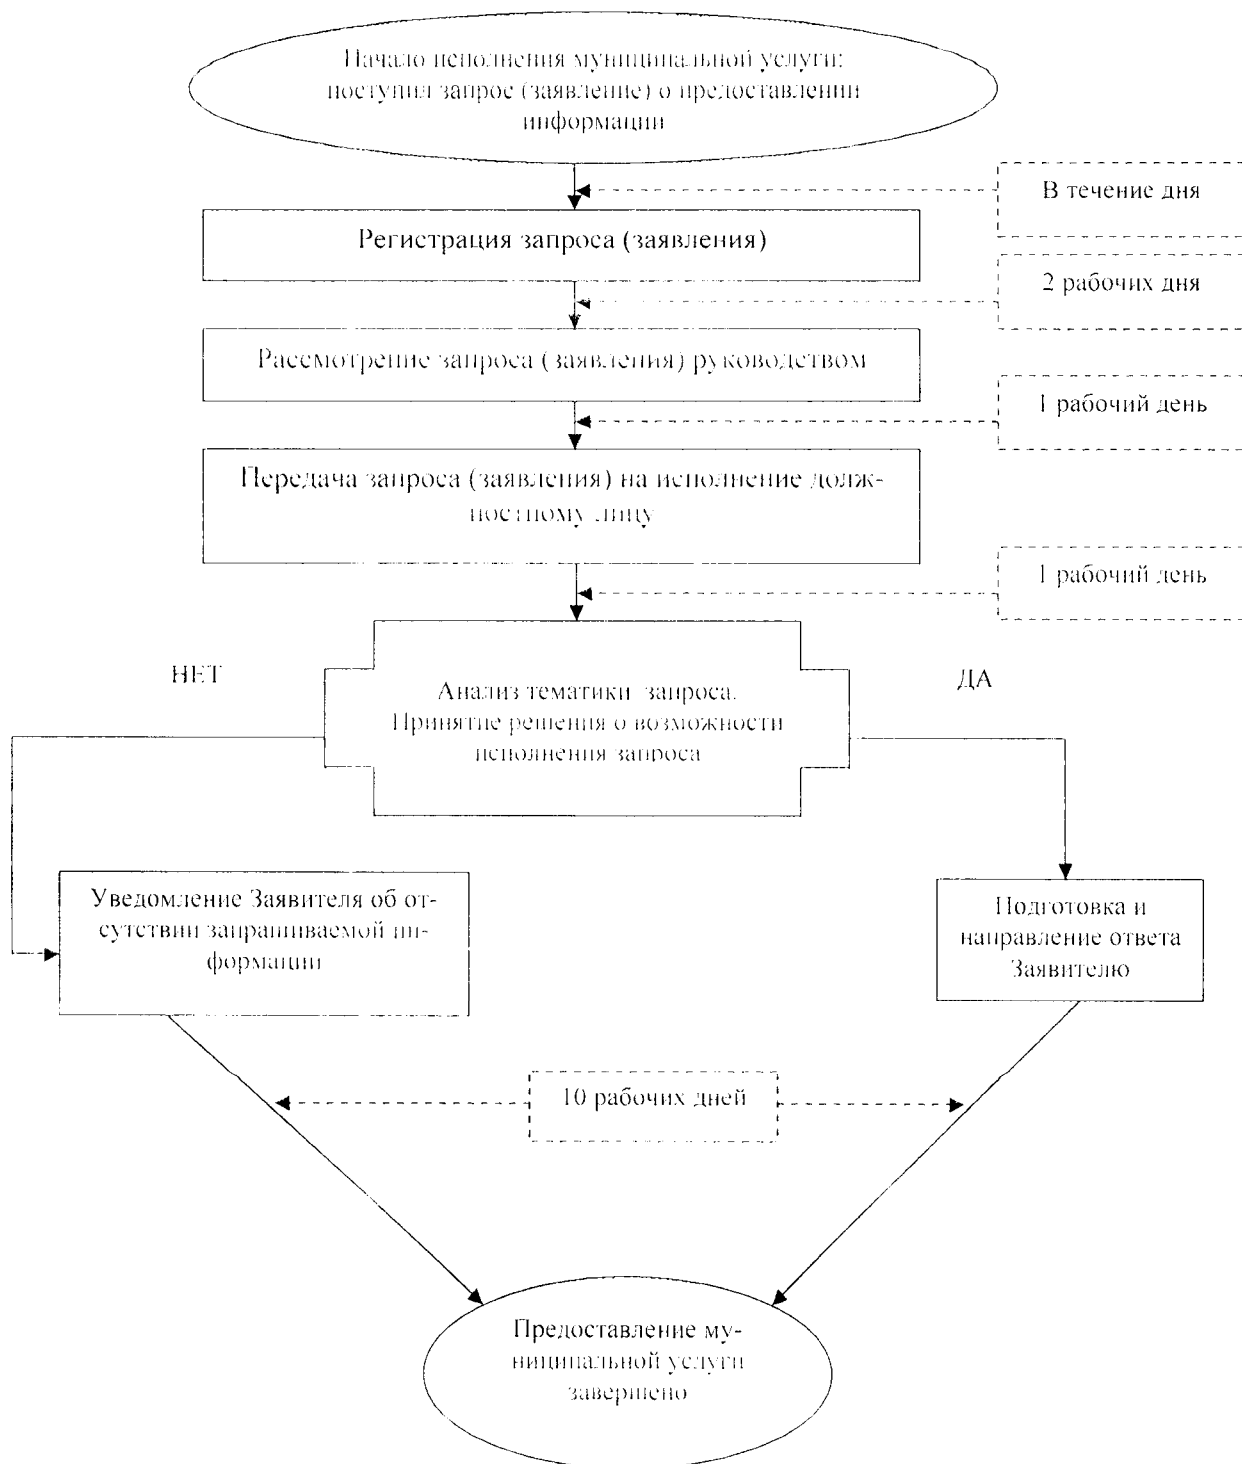 Начало исполнения муниципальной услуги:
поступил запрос (заявление) о предоставлении
информации
В течение дня
Регистрация запроса (заявления)
2 рабочих дня
Рассмотрение запроса (заявления) руководством
1 рабочий день
Передача запроса (заявления) на исполнение долж-
ностному лицу
1 рабочий день
НЕТ
ДА
Анализ тематики запроса.
Принятие решения о возможности
исполнения запроса
Уведомление Заявителя об от-
сутствии запрашиваемой ин-
формации
Подготовка и
направление ответа
Заявителю
10 рабочих дней
Предоставление му-
ниципальной услуги
завершено